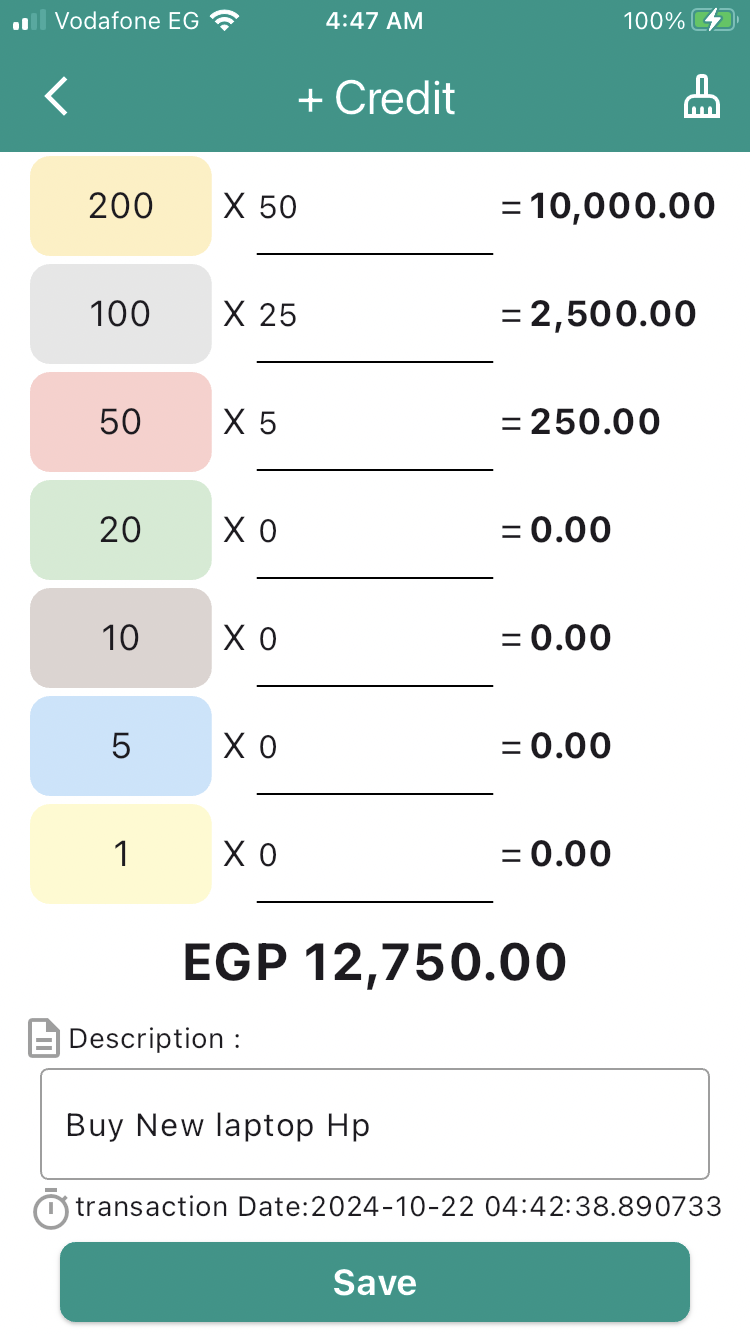 Vodafone EG 4:47 AM 100%
+ Credit
200 X 50 = 10,000.00
100 X 25 = 2,500.00
50 X 5 = 250.00
20 X 0 = 0.00
10 X 0 = 0.00
5 X 0 = 0.00
1 X 0 = 0.00
EGP 12,750.00
Description :
Buy New laptop Hp
transaction Date:2024-10-22 04:42:38.890733
Save